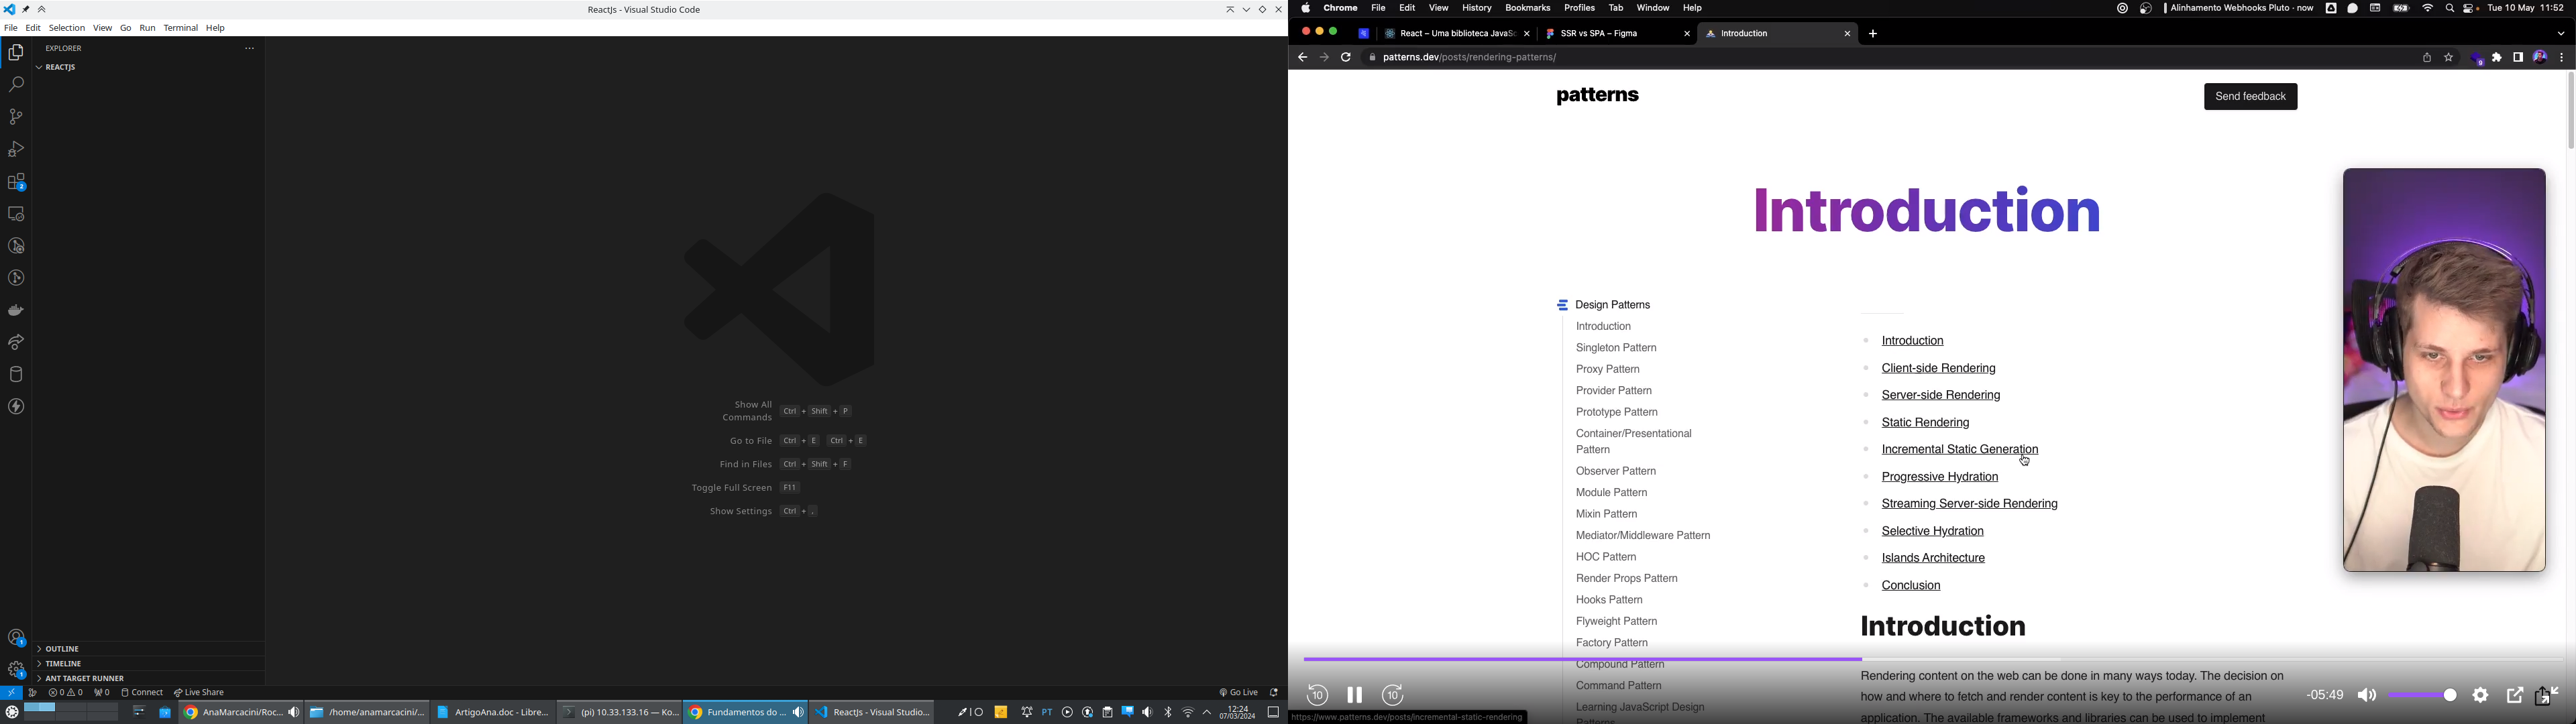 ReactJs - Visual Studio Code
File Edit Selection View Go Run Terminal Help
EXPLORER
REACTJS
Show All Commands Ctrl + Shift + P
Go to File Ctrl + E Ctrl + E
Find in Files Ctrl + Shift + F
Toggle Full Screen F11
Show Settings Ctrl + ,
OUTLINE
TIMELINE
ANT TARGET RUNNER
0 0 0 Connect Live Share Go Live
AnaMarcacini/Roc... /home/anamarcacini/... ArtigoAna.doc - Libre... (pi) 10.33.133.16 — Ko... Fundamentos do ... ReactJs - Visual Studio... PT 12:24
07/03/2024
Chrome File Edit View History Bookmarks Profiles Tab Window Help Alinhamento Webhooks Pluto · now Tue 10 May 11:52
React – Uma biblioteca JavaSc SSR vs SPA – Figma Introduction
patterns.dev/posts/rendering-patterns/
9
patterns
Send feedback
Introduction
Design Patterns
Introduction
Singleton Pattern
Proxy Pattern
Provider Pattern
Prototype Pattern
Container/Presentational
Pattern
Observer Pattern
Module Pattern
Mixin Pattern
Mediator/Middleware Pattern
HOC Pattern
Render Props Pattern
Hooks Pattern
Flyweight Pattern
Factory Pattern
Compound Pattern
Command Pattern
Learning JavaScript Design
Patterns
Introduction
Client-side Rendering
Server-side Rendering
Static Rendering
Incremental Static Generation
Progressive Hydration
Streaming Server-side Rendering
Selective Hydration
Islands Architecture
Conclusion
Introduction
Rendering content on the web can be done in many ways today. The decision on
how and where to fetch and render content is key to the performance of an
application. The available frameworks and libraries can be used to implement
10 10 -05:49
https://www.patterns.dev/posts/incremental-static-rendering